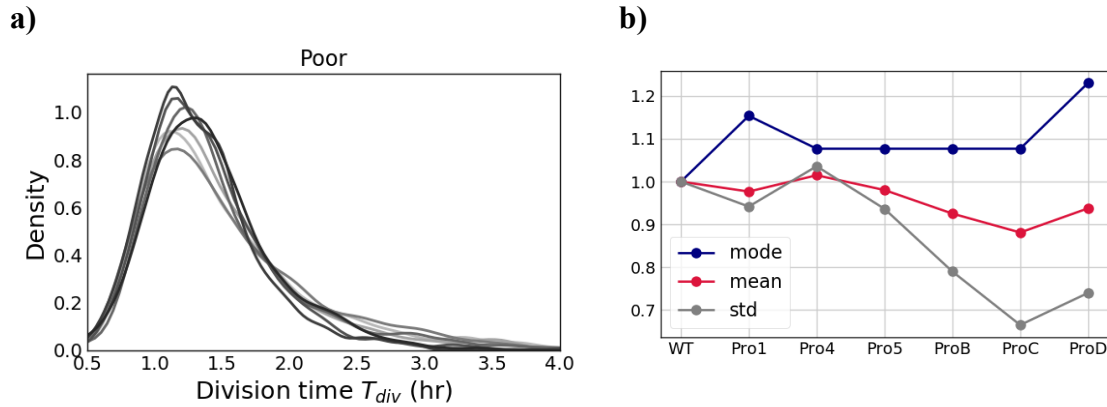 a)
Poor
1.0
0.8
0.6
0.4
0.2
0.0
Density
0.5 1.0 1.5 2.0 2.5 3.0 3.5 4.0
Division time T_div (hr)
b)
1.2
1.1
1.0
0.9
0.8
0.7
mode
mean
std
WT Pro1 Pro4 Pro5 ProB ProC ProD